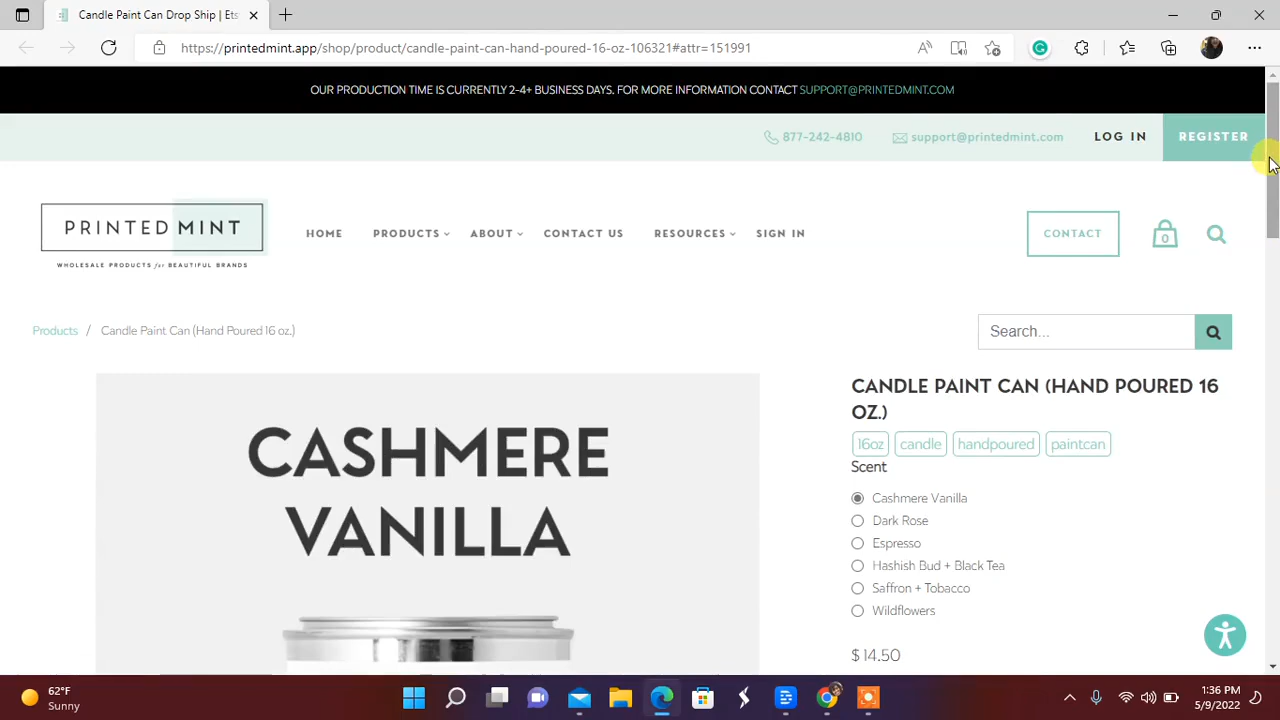 Candle Paint Can Drop Ship | Ets
https://printedmint.app/shop/product/candle-paint-can-hand-poured-16-oz-106321#attr=151991
OUR PRODUCTION TIME IS CURRENTLY 2-4+ BUSINESS DAYS. FOR MORE INFORMATION CONTACT SUPPORT@PRINTEDMINT.COM
877-242-4810 support@printedmint.com LOG IN REGISTER
PRINTED MINT
WHOLESALE PRODUCTS for BEAUTIFUL BRANDS
HOME PRODUCTS ABOUT CONTACT US RESOURCES SIGN IN
CONTACT
0
Products / Candle Paint Can (Hand Poured 16 oz.)
Search...
CASHMERE
VANILLA
CANDLE PAINT CAN (HAND POURED 16
OZ.)
16oz candle handpoured paintcan
Scent
Cashmere Vanilla
Dark Rose
Espresso
Hashish Bud + Black Tea
Saffron + Tobacco
Wildflowers
$ 14.50
62°F
Sunny
1:36 PM
5/9/2022